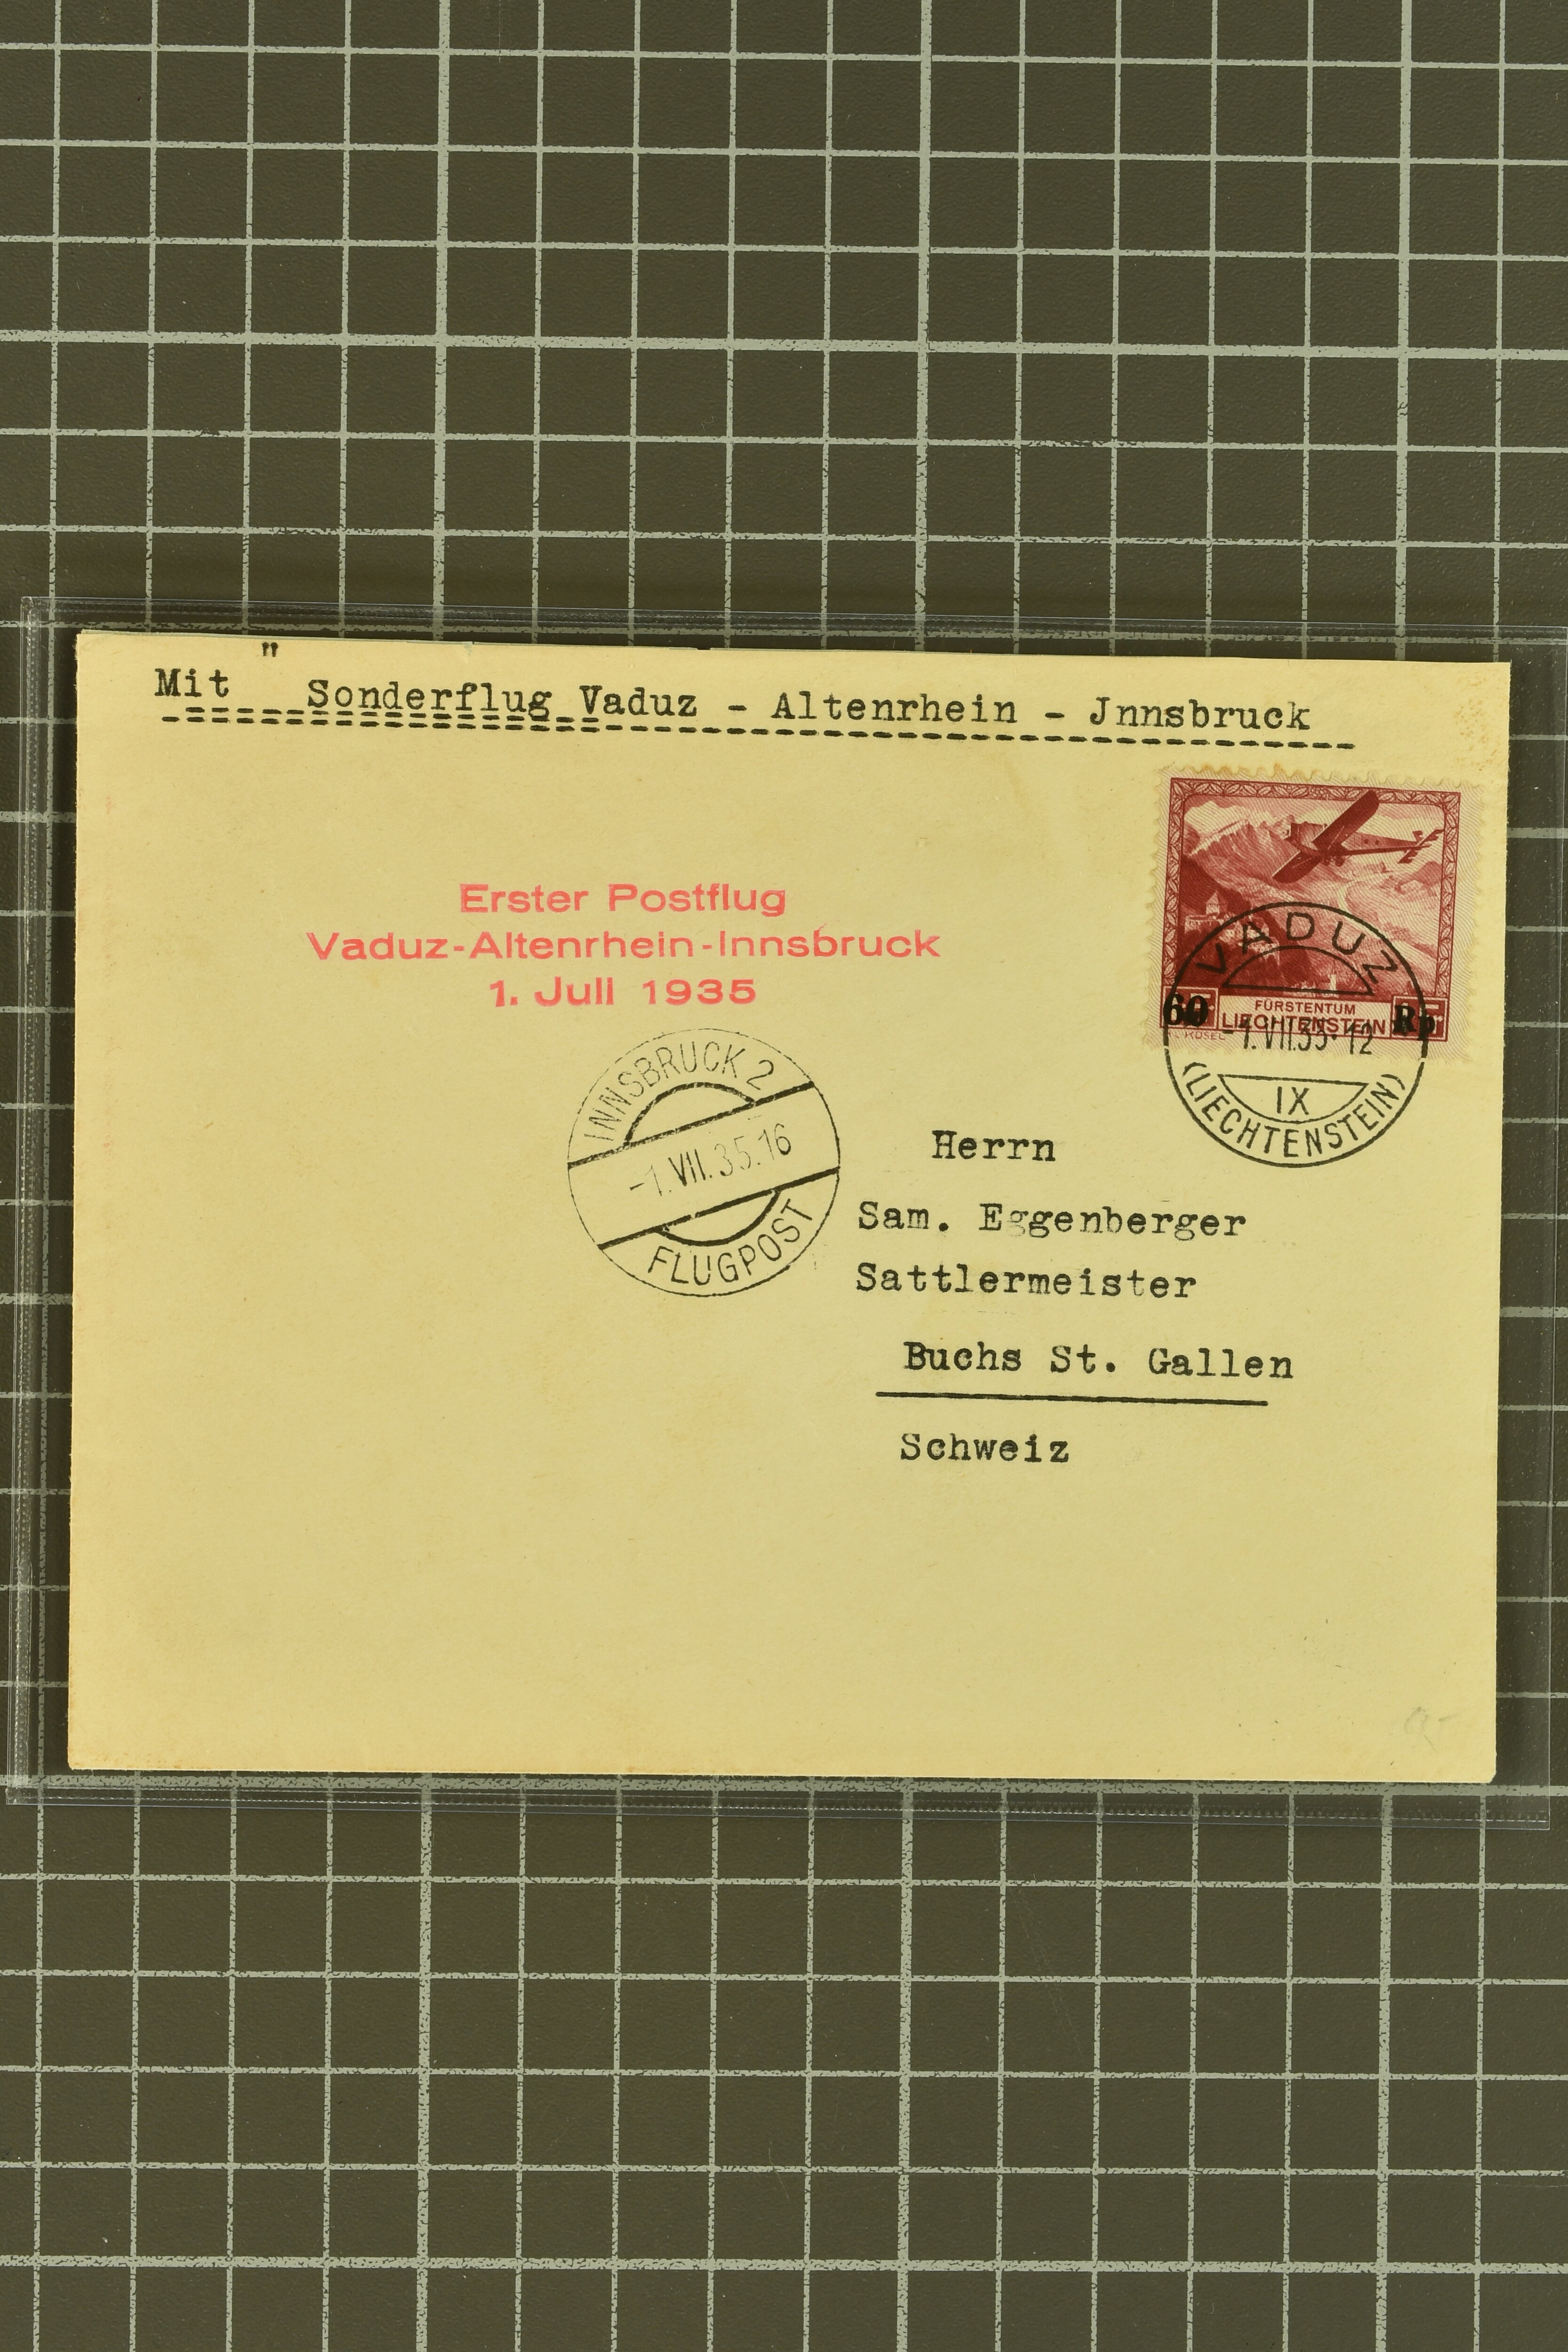 Mit " Sonderflug Vaduz - Altenrhein - Jnnsbruck
Erster Postflug
Vaduz-Altenrhein-Innsbruck
1. Juli 1935
60 Rp
FÜRSTENTUM
LIECHTENSTEIN
VADUZ
-1.VII.35-12
IX
(LIECHTENSTEIN)
INNSBRUCK 2
-1.VII.35.16
FLUGPOST
Herrn
Sam. Eggenberger
Sattlermeister
Buchs St. Gallen
Schweiz